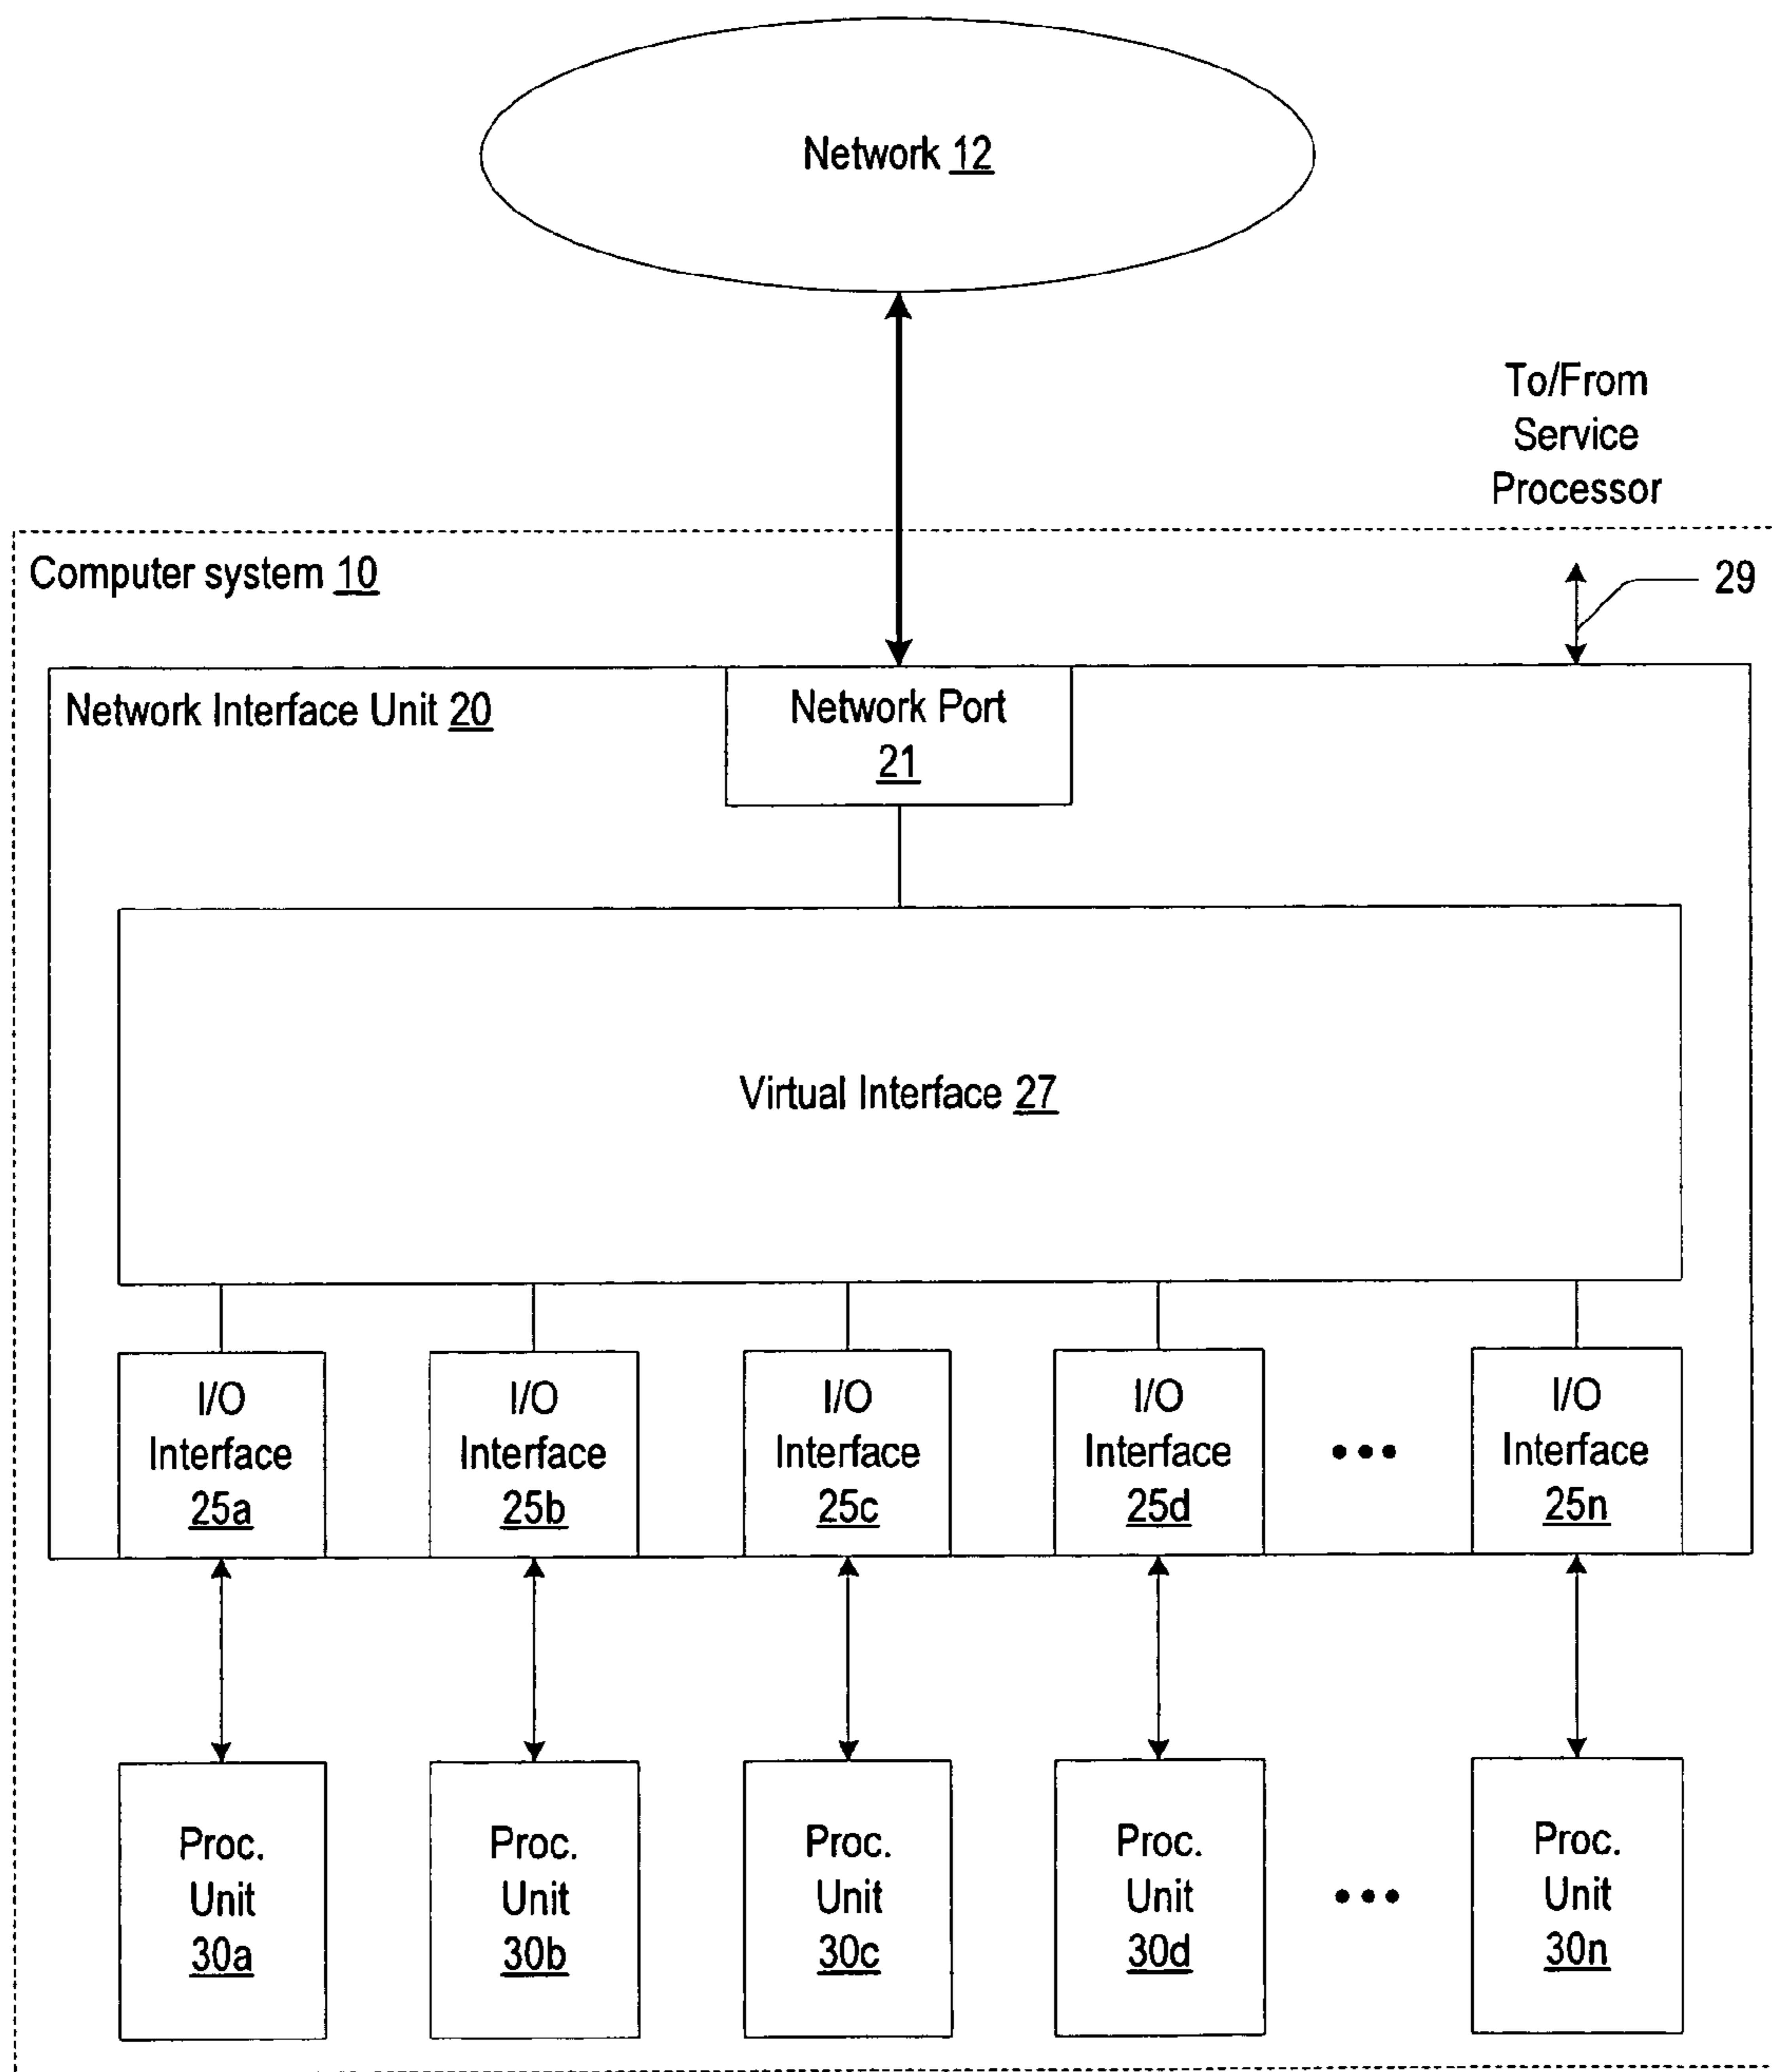 Network 12
To/From
Service
Processor
Computer system 10
29
Network Interface Unit 20
Network Port
21
Virtual Interface 27
I/O
Interface
25a
I/O
Interface
25b
I/O
Interface
25c
I/O
Interface
25d
•••
I/O
Interface
25n
Proc.
Unit
30a
Proc.
Unit
30b
Proc.
Unit
30c
Proc.
Unit
30d
•••
Proc.
Unit
30n